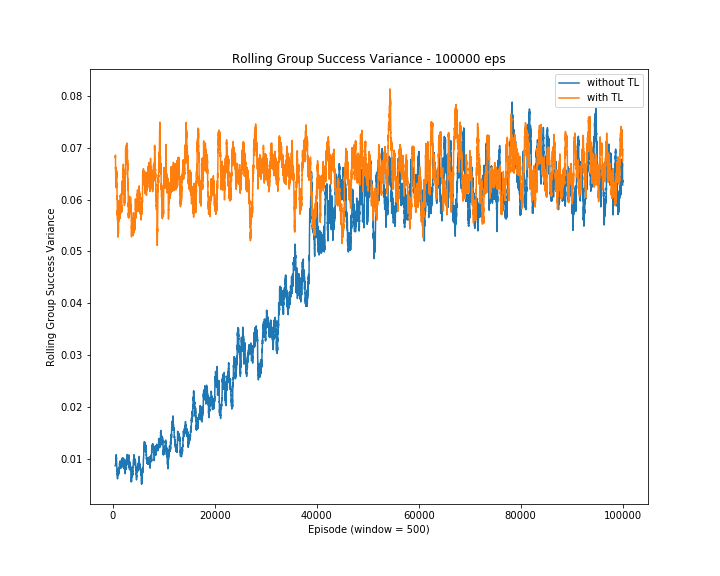 Rolling Group Success Variance - 100000 eps
without TL
with TL
Rolling Group Success Variance
0.08
0.07
0.06
0.05
0.04
0.03
0.02
0.01
0
20000
40000
60000
80000
100000
Episode (window = 500)